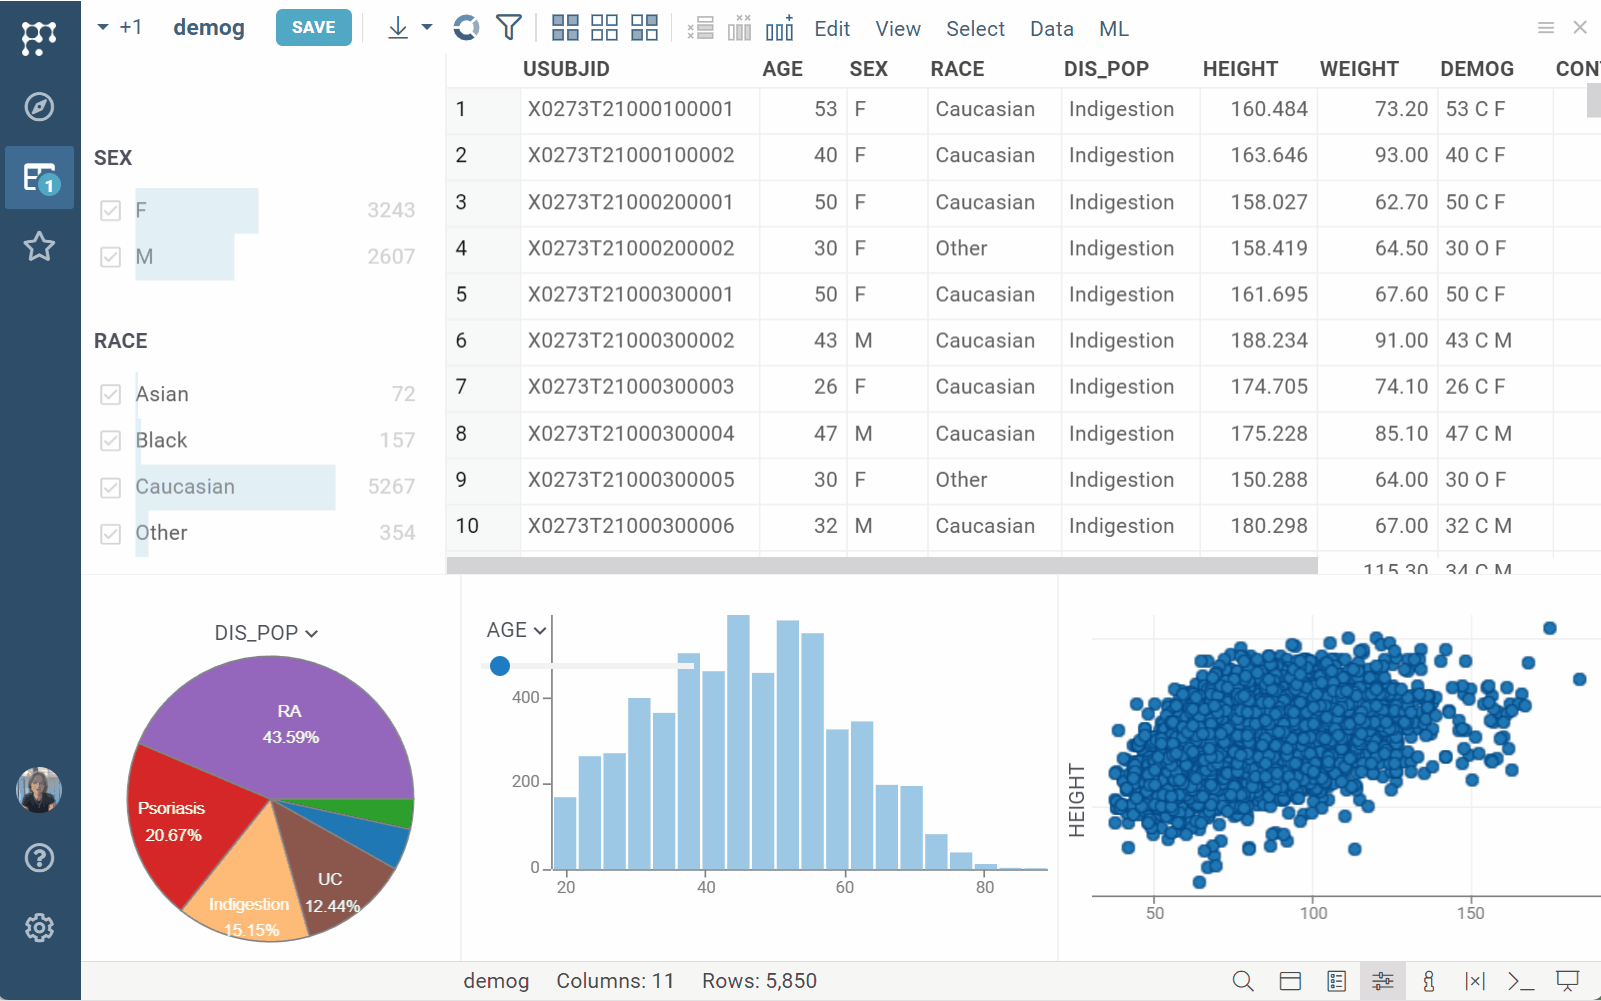 +1 demog SAVE Edit View Select Data ML
USUBJID AGE SEX RACE DIS_POP HEIGHT WEIGHT DEMOG CON
1 X0273T21000100001 53 F Caucasian Indigestion 160.484 73.20 53 C F
2 X0273T21000100002 40 F Caucasian Indigestion 163.646 93.00 40 C F
3 X0273T21000200001 50 F Caucasian Indigestion 158.027 62.70 50 C F
4 X0273T21000200002 30 F Other Indigestion 158.419 64.50 30 O F
5 X0273T21000300001 50 F Caucasian Indigestion 161.695 67.60 50 C F
6 X0273T21000300002 43 M Caucasian Indigestion 188.234 91.00 43 C M
7 X0273T21000300003 26 F Caucasian Indigestion 174.705 74.10 26 C F
8 X0273T21000300004 47 M Caucasian Indigestion 175.228 85.10 47 C M
9 X0273T21000300005 30 F Other Indigestion 150.288 64.00 30 O F
10 X0273T21000300006 32 M Caucasian Indigestion 180.298 67.00 32 C M
115.30 34 C M
1
SEX
F 3243
M 2607
RACE
Asian 72
Black 157
Caucasian 5267
Other 354
DIS_POP
RA
43.59%
Psoriasis
20.67%
Indigestion
15.15%
UC
12.44%
AGE
400
200
0
20 40 60 80
HEIGHT
50 100 150
demog Columns: 11 Rows: 5,850